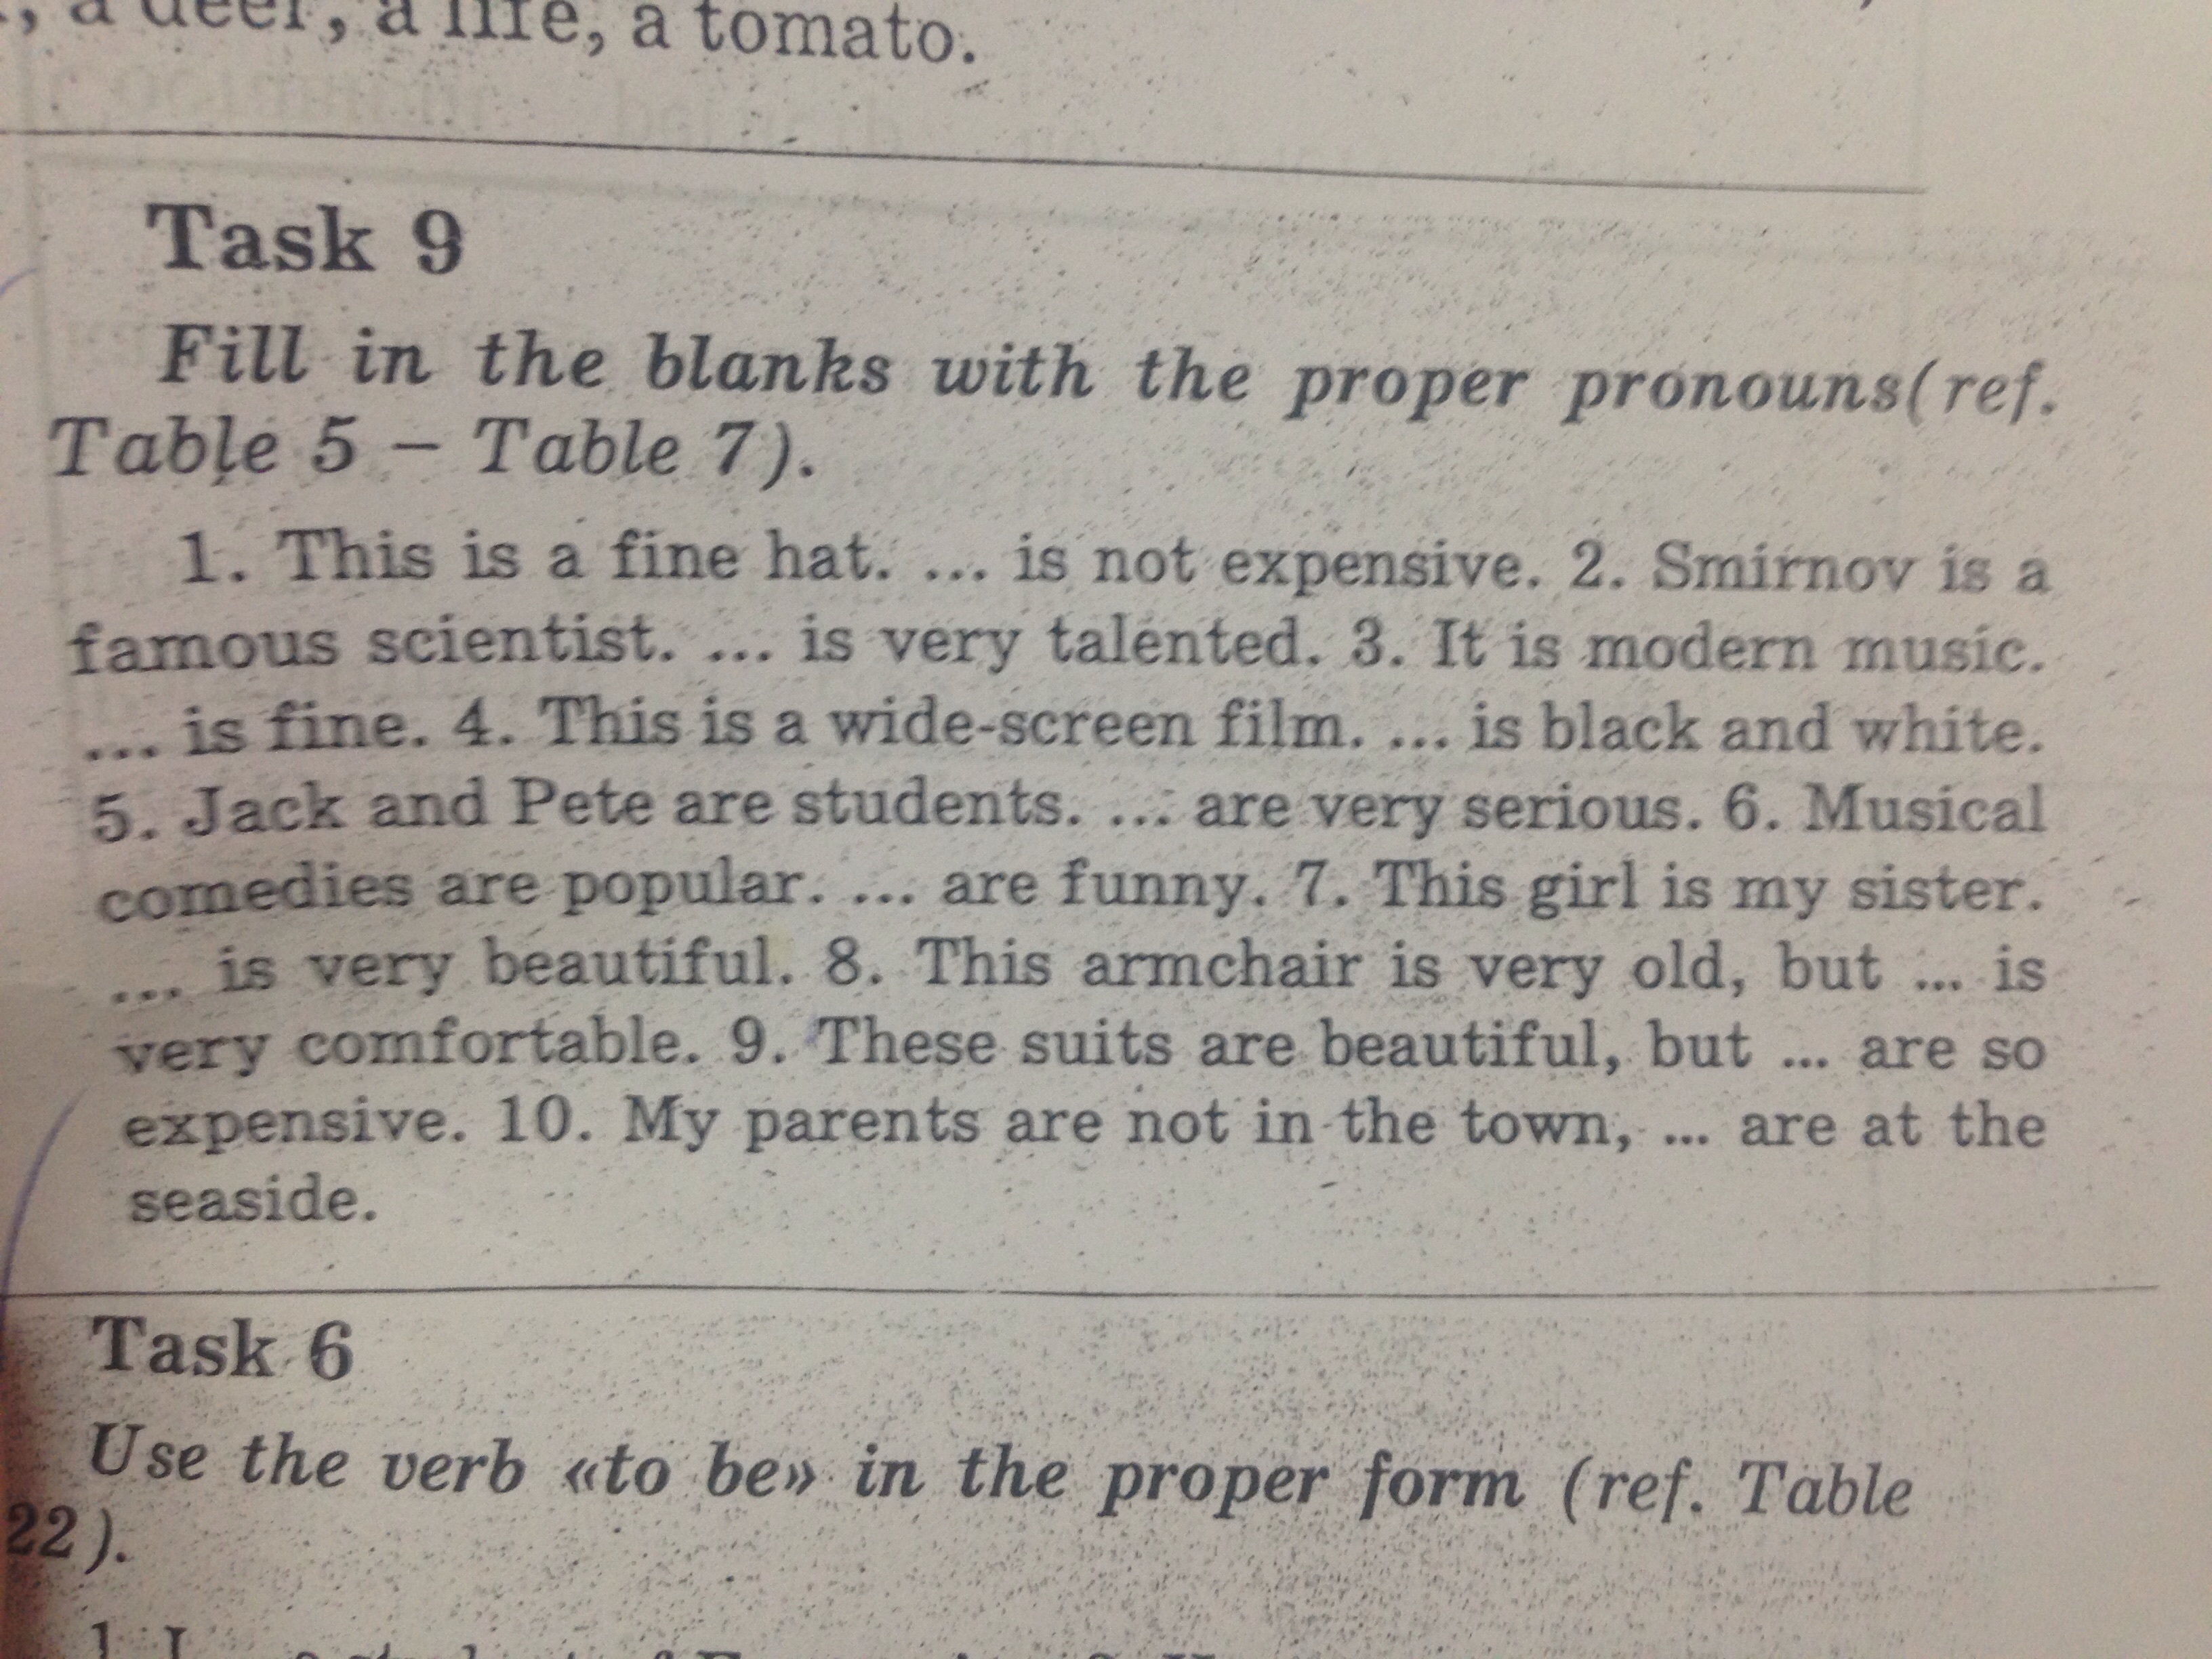 , a deer, a life, a tomato.
Task 9
Fill in the blanks with the proper pronouns(ref.
Table 5 – Table 7).
1. This is a fine hat. ... is not expensive. 2. Smirnov is a
famous scientist. ... is very talented. 3. It is modern music.
... is fine. 4. This is a wide-screen film. ... is black and white.
5. Jack and Pete are students. ... are very serious. 6. Musical
comedies are popular. ... are funny. 7. This girl is my sister.
... is very beautiful. 8. This armchair is very old, but ... is
very comfortable. 9. These suits are beautiful, but ... are so
expensive. 10. My parents are not in the town, ... are at the
seaside.
Task 6
Use the verb «to be» in the proper form (ref. Table
22).